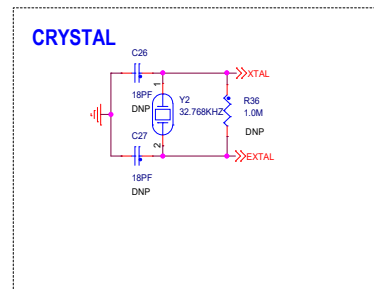 CRYSTAL
C26
XTAL
18PF
DNP
1
Y2
32.768KHZ
R36
1.0M
DNP
C27
2
EXTAL
18PF
DNP